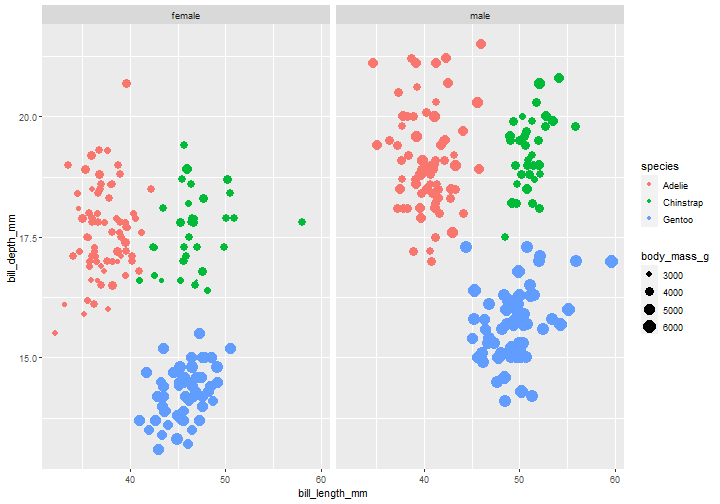 female
male
20.0
17.5
15.0
bill_depth_mm
40
50
60
40
50
60
bill_length_mm
species
Adelie
Chinstrap
Gentoo
body_mass_g
3000
4000
5000
6000